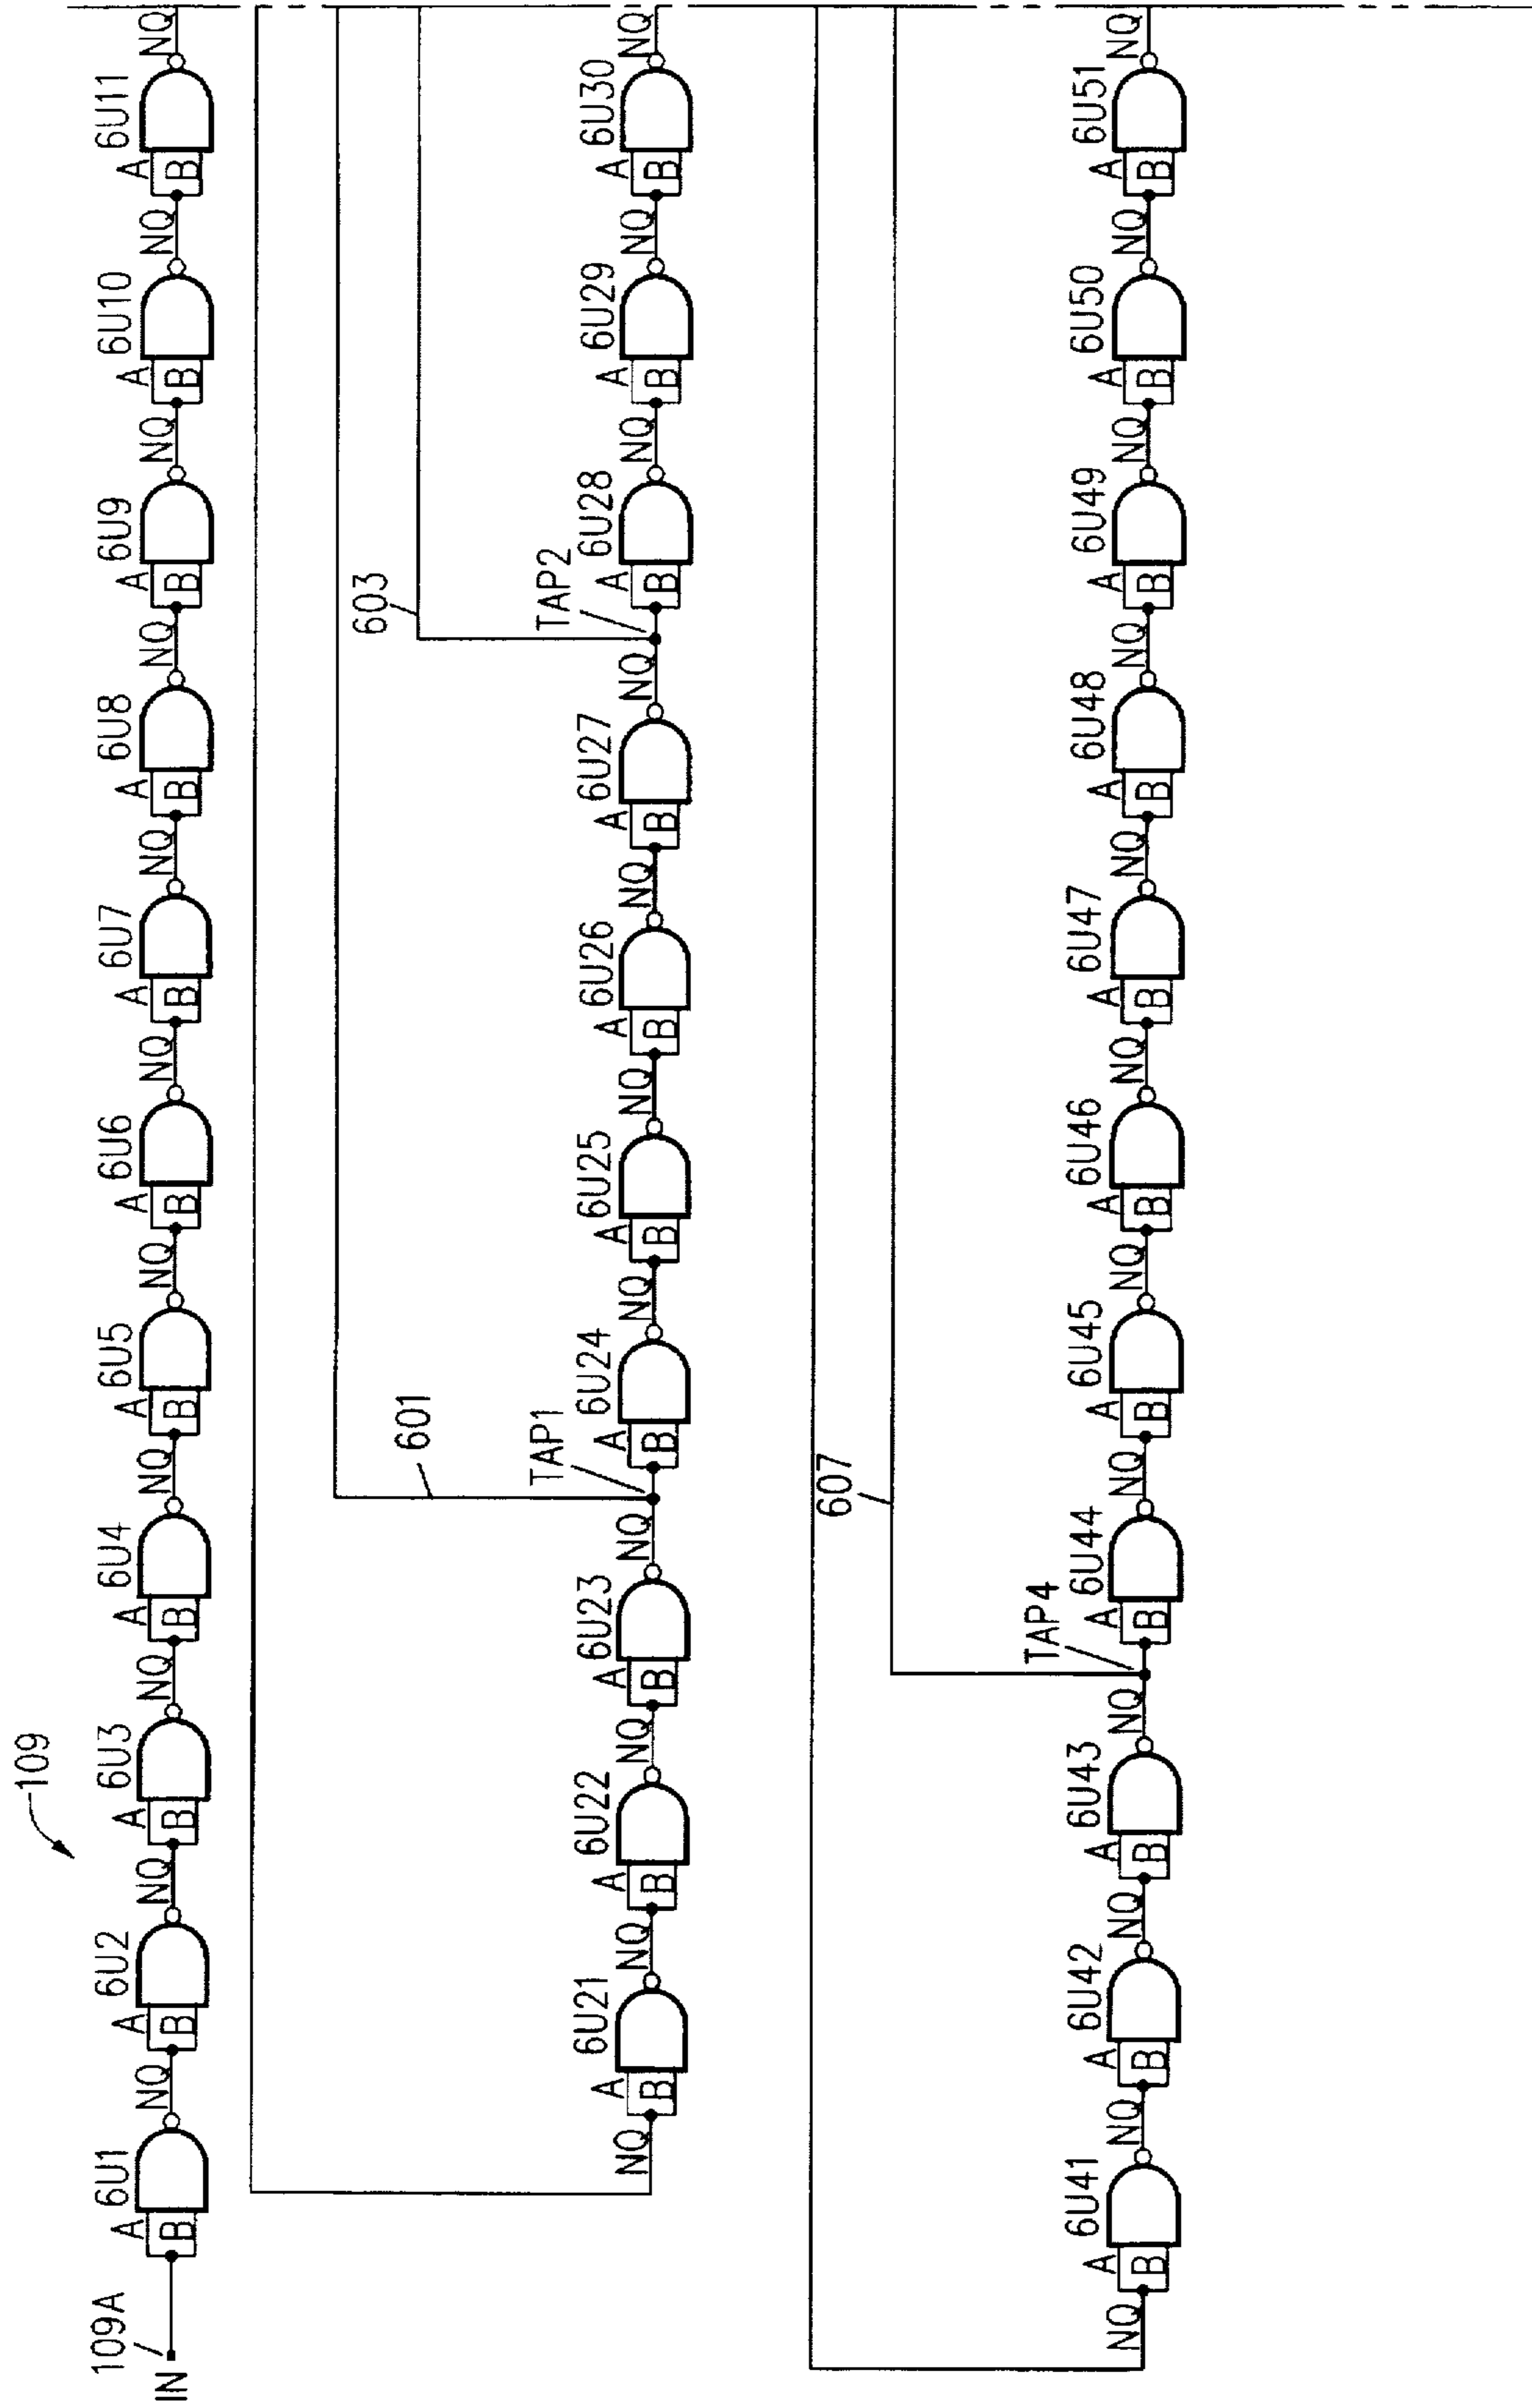 109
6U1 6U2 6U3 6U4 6U5 6U6 6U7 6U8 6U9 6U10 6U11
109A
A A A A A A A A A A A
IN B NQ B NQ B NQ B NQ B NQ B NQ B NQ B NQ B NQ B NQ B NQ
603
601
TAP1 TAP2
6U21 6U22 6U23 6U24 6U25 6U26 6U27 6U28 6U29 6U30
A A A A A A A A A A
NQ B NQ B NQ B NQ B NQ B NQ B NQ B NQ B NQ B NQ B NQ
607
TAP4
6U41 6U42 6U43 6U44 6U45 6U46 6U47 6U48 6U49 6U50 6U51
A A A A A A A A A A A
NQ B NQ B NQ B NQ B NQ B NQ B NQ B NQ B NQ B NQ B NQ B NQ